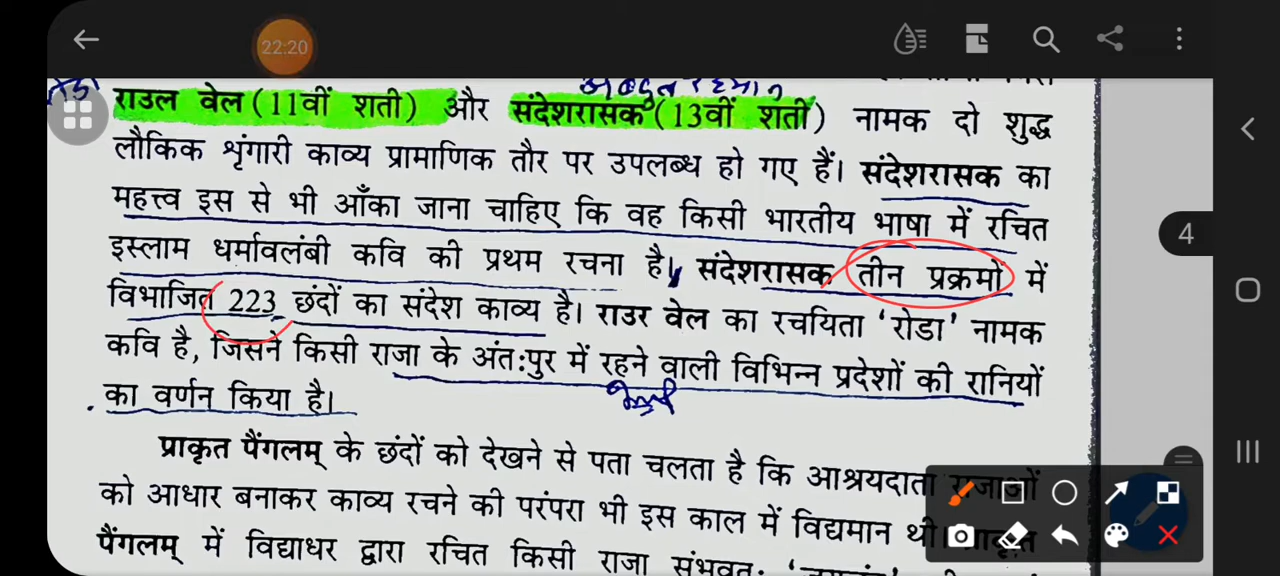 22:20
अब्दुल रहमान
राउल वेल (11वीं शती) और संदेशरासक (13वीं शती) नामक दो शुद्ध
लौकिक शृंगारी काव्य प्रामाणिक तौर पर उपलब्ध हो गए हैं। संदेशरासक का
महत्त्व इस से भी आँका जाना चाहिए कि वह किसी भारतीय भाषा में रचित
इस्लाम धर्मावलंबी कवि की प्रथम रचना है। संदेशरासक तीन प्रक्रमों में
4
विभाजित 223 छंदों का संदेश काव्य है। राउर वेल का रचयिता 'रोडा' नामक
कवि है, जिसने किसी राजा के अंत:पुर में रहने वाली विभिन्न प्रदेशों की रानियों
का वर्णन किया है।
प्राकृत पैंगलम् के छंदों को देखने से पता चलता है कि आश्रयदाता राजाओं
को आधार बनाकर काव्य रचने की परंपरा भी इस काल में विद्यमान थी। प्राकृत
पैंगलम् में विद्याधर द्वारा रचित किसी राजा संभवत: